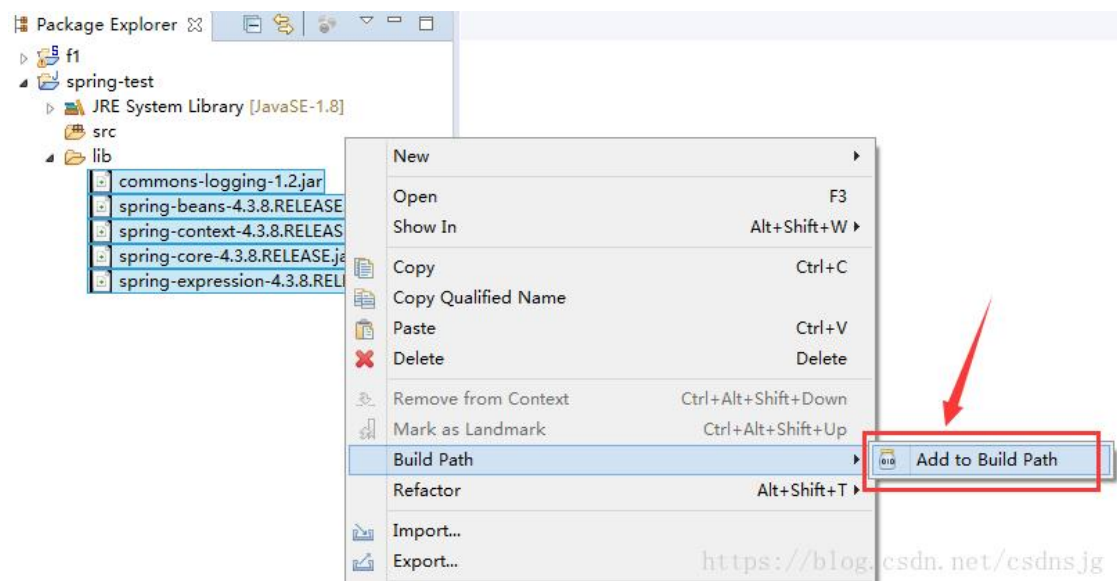 Package Explorer
f1
spring-test
JRE System Library [JavaSE-1.8]
src
lib
commons-logging-1.2.jar
spring-beans-4.3.8.RELEASE
spring-context-4.3.8.RELEAS
spring-core-4.3.8.RELEASE.ja
spring-expression-4.3.8.REL
New
Open F3
Show In Alt+Shift+W
Copy Ctrl+C
Copy Qualified Name
Paste Ctrl+V
Delete Delete
Remove from Context Ctrl+Alt+Shift+Down
Mark as Landmark Ctrl+Alt+Shift+Up
Build Path
Add to Build Path
Refactor Alt+Shift+T
Import...
Export...
https://blog.csdn.net/csdnsjg